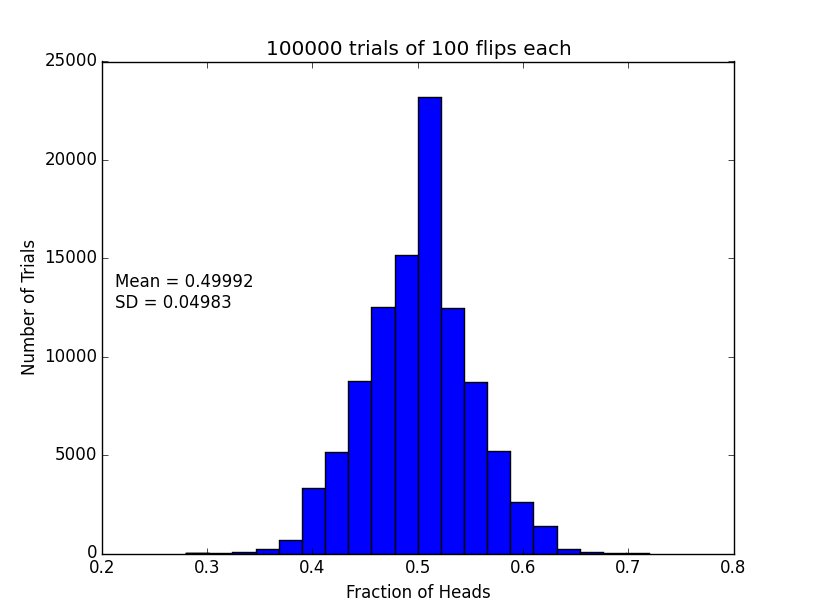 100000 trials of 100 flips each
25000
20000
15000
10000
5000
0
Number of Trials
Mean = 0.49992
SD = 0.04983
0.2 0.3 0.4 0.5 0.6 0.7 0.8
Fraction of Heads